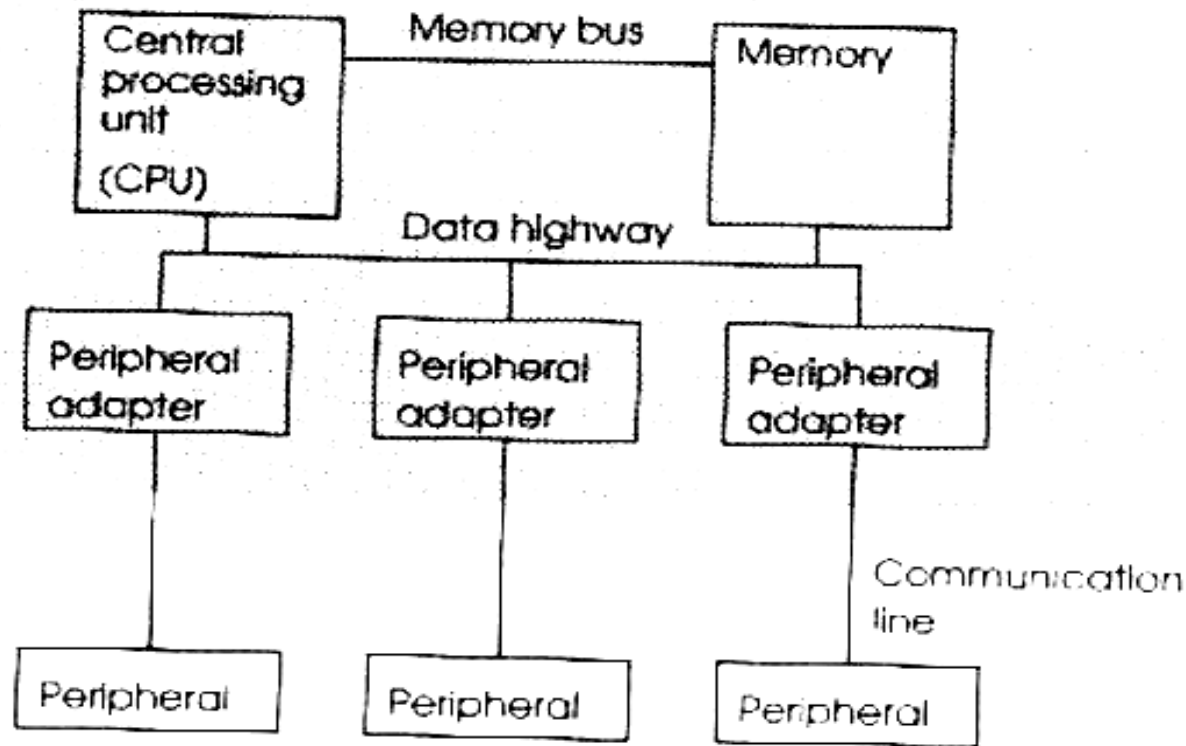 Central
processing
unit
(CPU)
Memory bus
Memory
Data highway
Peripheral
adapter
Peripheral
adapter
Peripheral
adapter
Communication
line
Peripheral
Peripheral
Peripheral